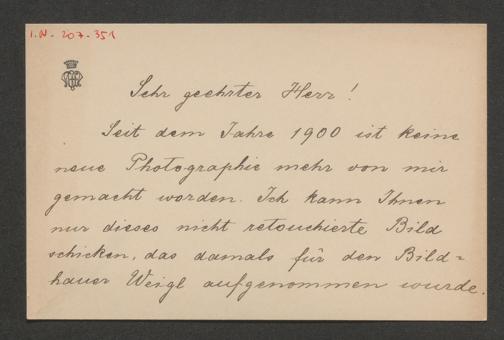 I.N. 207.351
Sehr geehrter Herr!
Seit dem Jahre 1900 ist keine
neue Photographie mehr von mir
gemacht worden. Ich kann Ihnen
nur dieses nicht retouchierte Bild
schicken, das damals für den Bild=
hauer Weigl aufgenommen wurde.